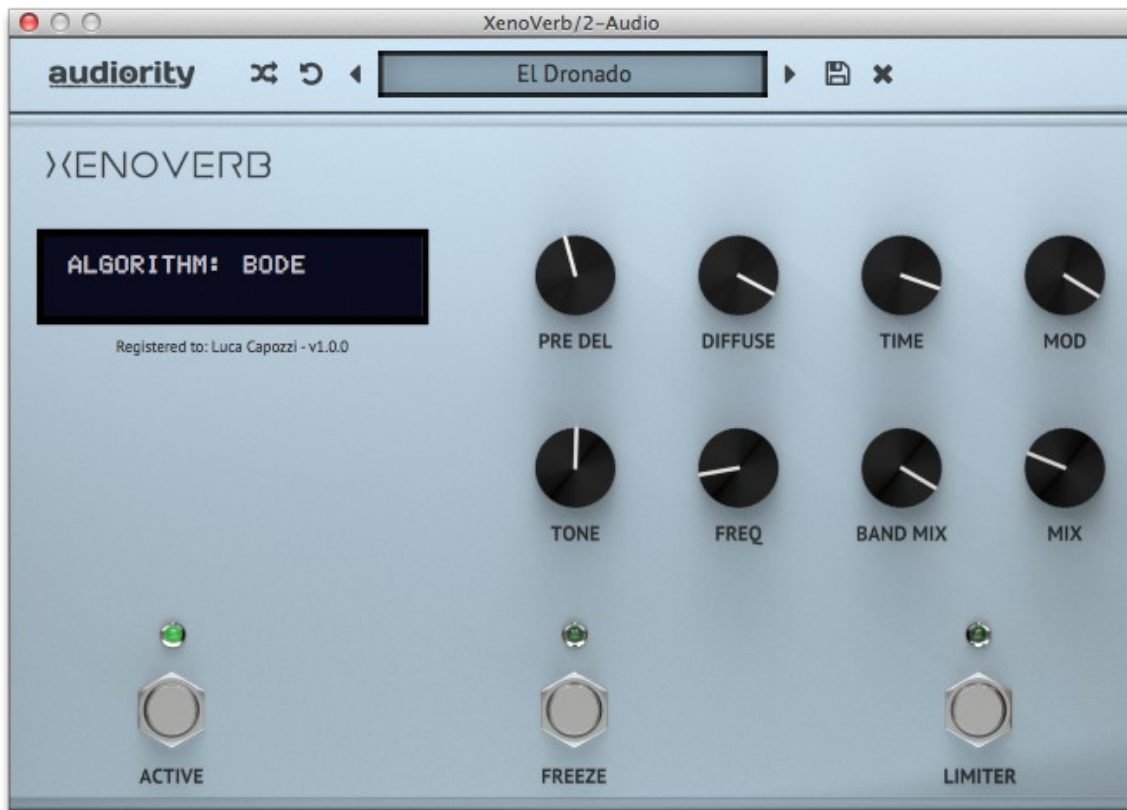 XenoVerb/2-Audio
audiority
El Dronado
XENOVERB
ALGORITHM: BODE
Registered to: Luca Capozzi - v1.0.0
PRE DEL DIFFUSE TIME MOD
TONE FREQ BAND MIX MIX
ACTIVE FREEZE LIMITER